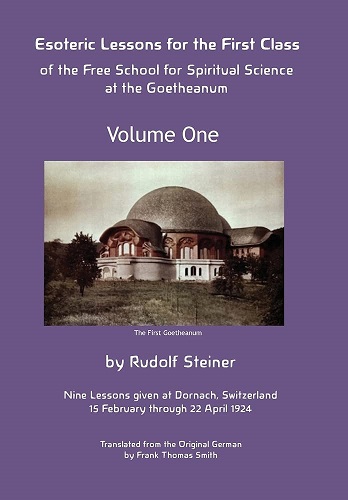 Esoteric Lessons for the First Class
of the Free School for Spiritual Science
at the Goetheanum
Volume One
The First Goetheanum
by Rudolf Steiner
Nine Lessons given at Dornach, Switzerland
15 February through 22 April 1924
Translated from the Original German
by Frank Thomas Smith